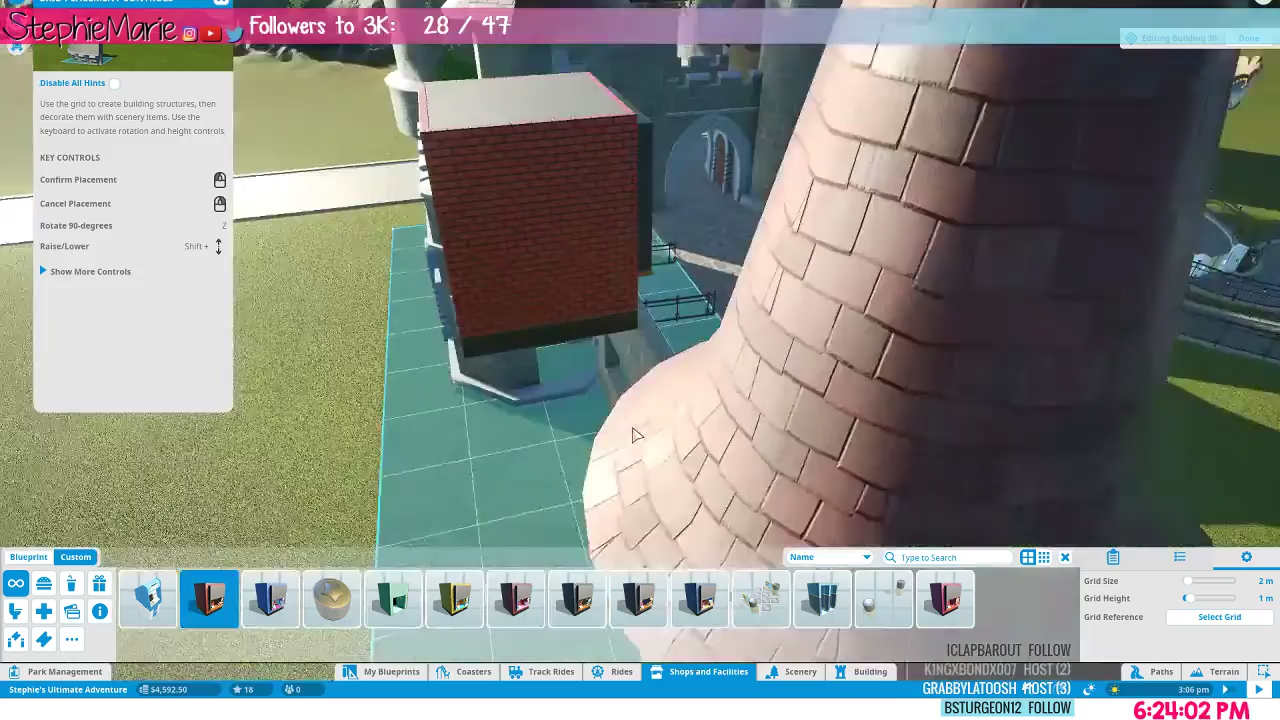 StephieMarie
Followers to 3K: 28 / 47
Editing Building 30
Done
Disable All Hints
Use the grid to create building structures, then
decorate them with scenery items. Use the
keyboard to activate rotation and height controls.
KEY CONTROLS
Confirm Placement
Cancel Placement
Rotate 90-degrees Z
Raise/Lower Shift +
Show More Controls
Blueprint Custom
Name
Type to Search
Grid Size 2 m
Grid Height 1 m
Grid Reference Select Grid
ICLAPBAROUT FOLLOW
KINGXBONDX007 HOST (2)
GRABBYLATOOSH HOST (3)
BSTURGEON12 FOLLOW
Park Management
My Blueprints
Coasters
Track Rides
Rides
Shops and Facilities
Scenery
Building
Paths
Terrain
Stephie's Ultimate Adventure
$4,592.50
18
0
3:06 pm
6:24:02 PM